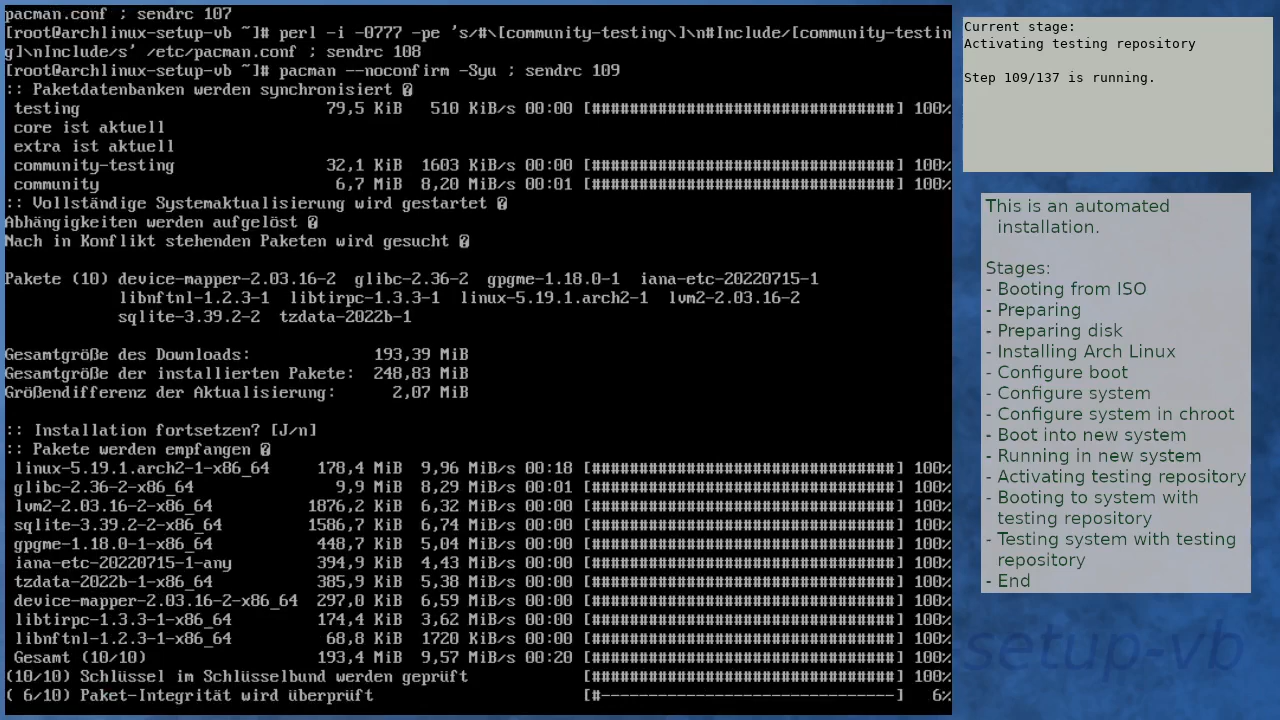 pacman.conf ; sendrc 107
[root@archlinux-setup-vb ~]# perl -i -0777 -pe 's/#\[community-testing\]\n#Include/[community-testin
g]\nInclude/s' /etc/pacman.conf ; sendrc 108
[root@archlinux-setup-vb ~]# pacman --noconfirm -Syu ; sendrc 109
:: Paketdatenbanken werden synchronisiert �
testing 79,5 KiB 510 KiB/s 00:00 [################################] 100%
core ist aktuell
extra ist aktuell
community-testing 32,1 KiB 1603 KiB/s 00:00 [################################] 100%
community 6,7 MiB 8,20 MiB/s 00:01 [################################] 100%
:: Vollständige Systemaktualisierung wird gestartet �
Abhängigkeiten werden aufgelöst �
Nach in Konflikt stehenden Paketen wird gesucht �
Pakete (10) device-mapper-2.03.16-2 glibc-2.36-2 gpgme-1.18.0-1 iana-etc-20220715-1
libnftnl-1.2.3-1 libtirpc-1.3.3-1 linux-5.19.1.arch2-1 lvm2-2.03.16-2
sqlite-3.39.2-2 tzdata-2022b-1
Gesamtgröße des Downloads: 193,39 MiB
Gesamtgröße der installierten Pakete: 248,83 MiB
Größendifferenz der Aktualisierung: 2,07 MiB
:: Installation fortsetzen? [J/n]
:: Pakete werden empfangen �
linux-5.19.1.arch2-1-x86_64 178,4 MiB 9,96 MiB/s 00:18 [################################] 100%
glibc-2.36-2-x86_64 9,9 MiB 8,29 MiB/s 00:01 [################################] 100%
lvm2-2.03.16-2-x86_64 1876,2 KiB 6,32 MiB/s 00:00 [################################] 100%
sqlite-3.39.2-2-x86_64 1586,7 KiB 6,74 MiB/s 00:00 [################################] 100%
gpgme-1.18.0-1-x86_64 448,7 KiB 5,04 MiB/s 00:00 [################################] 100%
iana-etc-20220715-1-any 394,9 KiB 4,43 MiB/s 00:00 [################################] 100%
tzdata-2022b-1-x86_64 385,9 KiB 5,38 MiB/s 00:00 [################################] 100%
device-mapper-2.03.16-2-x86_64 297,0 KiB 6,59 MiB/s 00:00 [################################] 100%
libtirpc-1.3.3-1-x86_64 174,4 KiB 3,62 MiB/s 00:00 [################################] 100%
libnftnl-1.2.3-1-x86_64 68,8 KiB 1720 KiB/s 00:00 [################################] 100%
Gesamt (10/10) 193,4 MiB 9,57 MiB/s 00:20 [################################] 100%
(10/10) Schlüssel im Schlüsselbund werden geprüft [################################] 100%
( 6/10) Paket-Integrität wird überprüft [#-------------------------------] 6%
Current stage:
Activating testing repository
Step 109/137 is running.
This is an automated
installation.
Stages:
- Booting from ISO
- Preparing
- Preparing disk
- Installing Arch Linux
- Configure boot
- Configure system
- Configure system in chroot
- Boot into new system
- Running in new system
- Activating testing repository
- Booting to system with
testing repository
- Testing system with testing
repository
- End
setup-vb